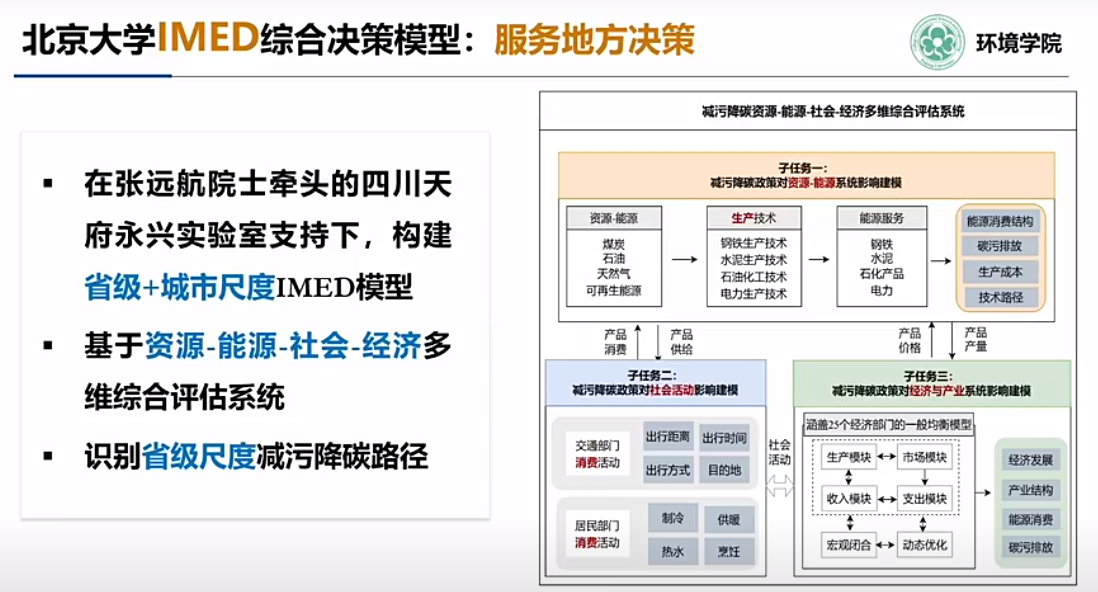 北京大学IMED综合决策模型：服务地方决策
环境学院
▪ 在张远航院士牵头的四川天
府永兴实验室支持下，构建
省级+城市尺度IMED模型
▪ 基于资源-能源-社会-经济多
维综合评估系统
▪ 识别省级尺度减污降碳路径
减污降碳资源-能源-社会-经济多维综合评估系统
子任务一：
减污降碳政策对资源-能源系统影响建模
资源-能源
煤炭
石油
天然气
可再生能源
生产技术
钢铁生产技术
水泥生产技术
石油化工技术
电力生产技术
能源服务
钢铁
水泥
石化产品
电力
能源消费结构
碳污排放
生产成本
技术路径
产品
消费
产品
供给
产品
价格
产品
产量
子任务二：
减污降碳政策对社会活动影响建模
交通部门
消费活动
出行距离
出行时间
出行方式
目的地
居民部门
消费活动
制冷
供暖
热水
烹饪
社会
活动
子任务三：
减污降碳政策对经济与产业系统影响建模
涵盖25个经济部门的一般均衡模型
生产模块
市场模块
收入模块
支出模块
宏观闭合
动态优化
经济发展
产业结构
能源消费
碳污排放